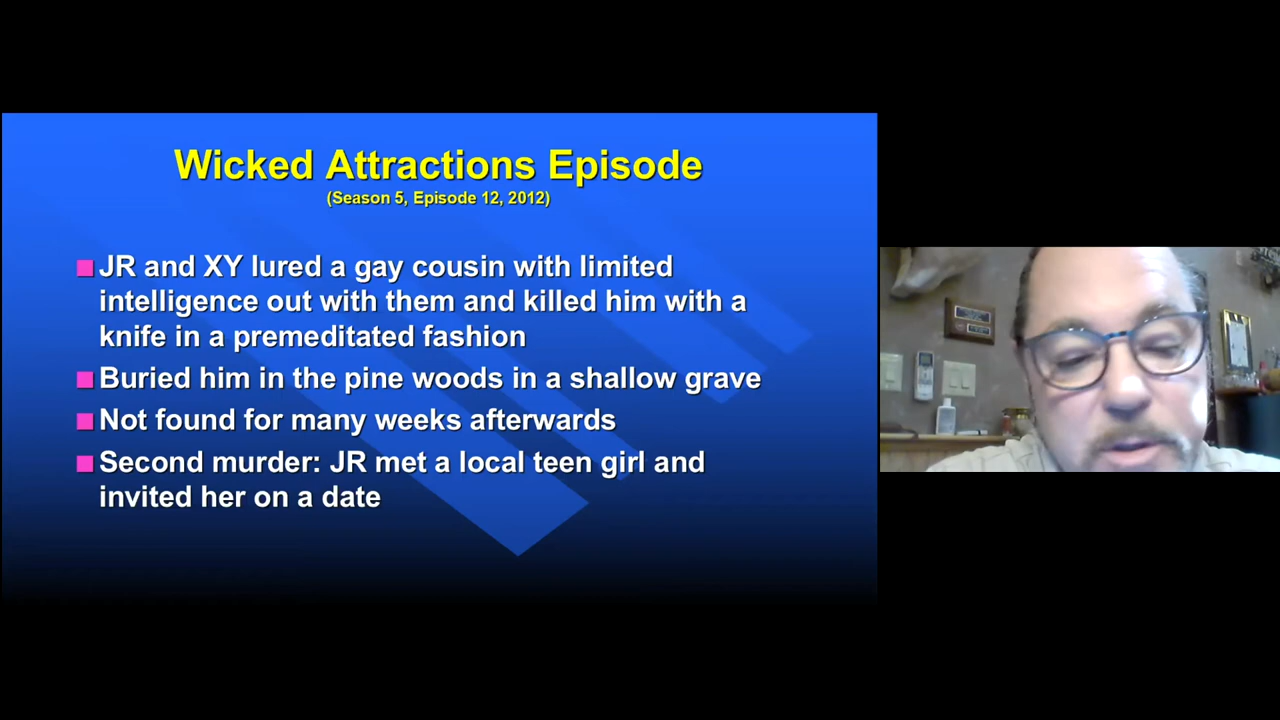 Wicked Attractions Episode
(Season 5, Episode 12, 2012)
JR and XY lured a gay cousin with limited
intelligence out with them and killed him with a
knife in a premeditated fashion
Buried him in the pine woods in a shallow grave
Not found for many weeks afterwards
Second murder: JR met a local teen girl and
invited her on a date